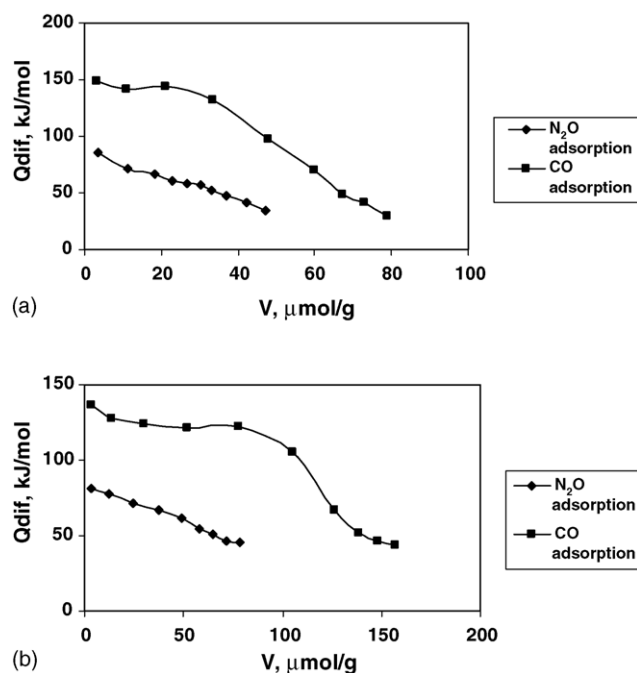 200
150
100
50
0
Qdif, kJ/mol
0 20 40 60 80 100
V, μmol/g
N₂O
adsorption
CO
adsorption
(a)
150
100
50
0
Qdif, kJ/mol
0 50 100 150 200
V, μmol/g
N₂O
adsorption
CO
adsorption
(b)